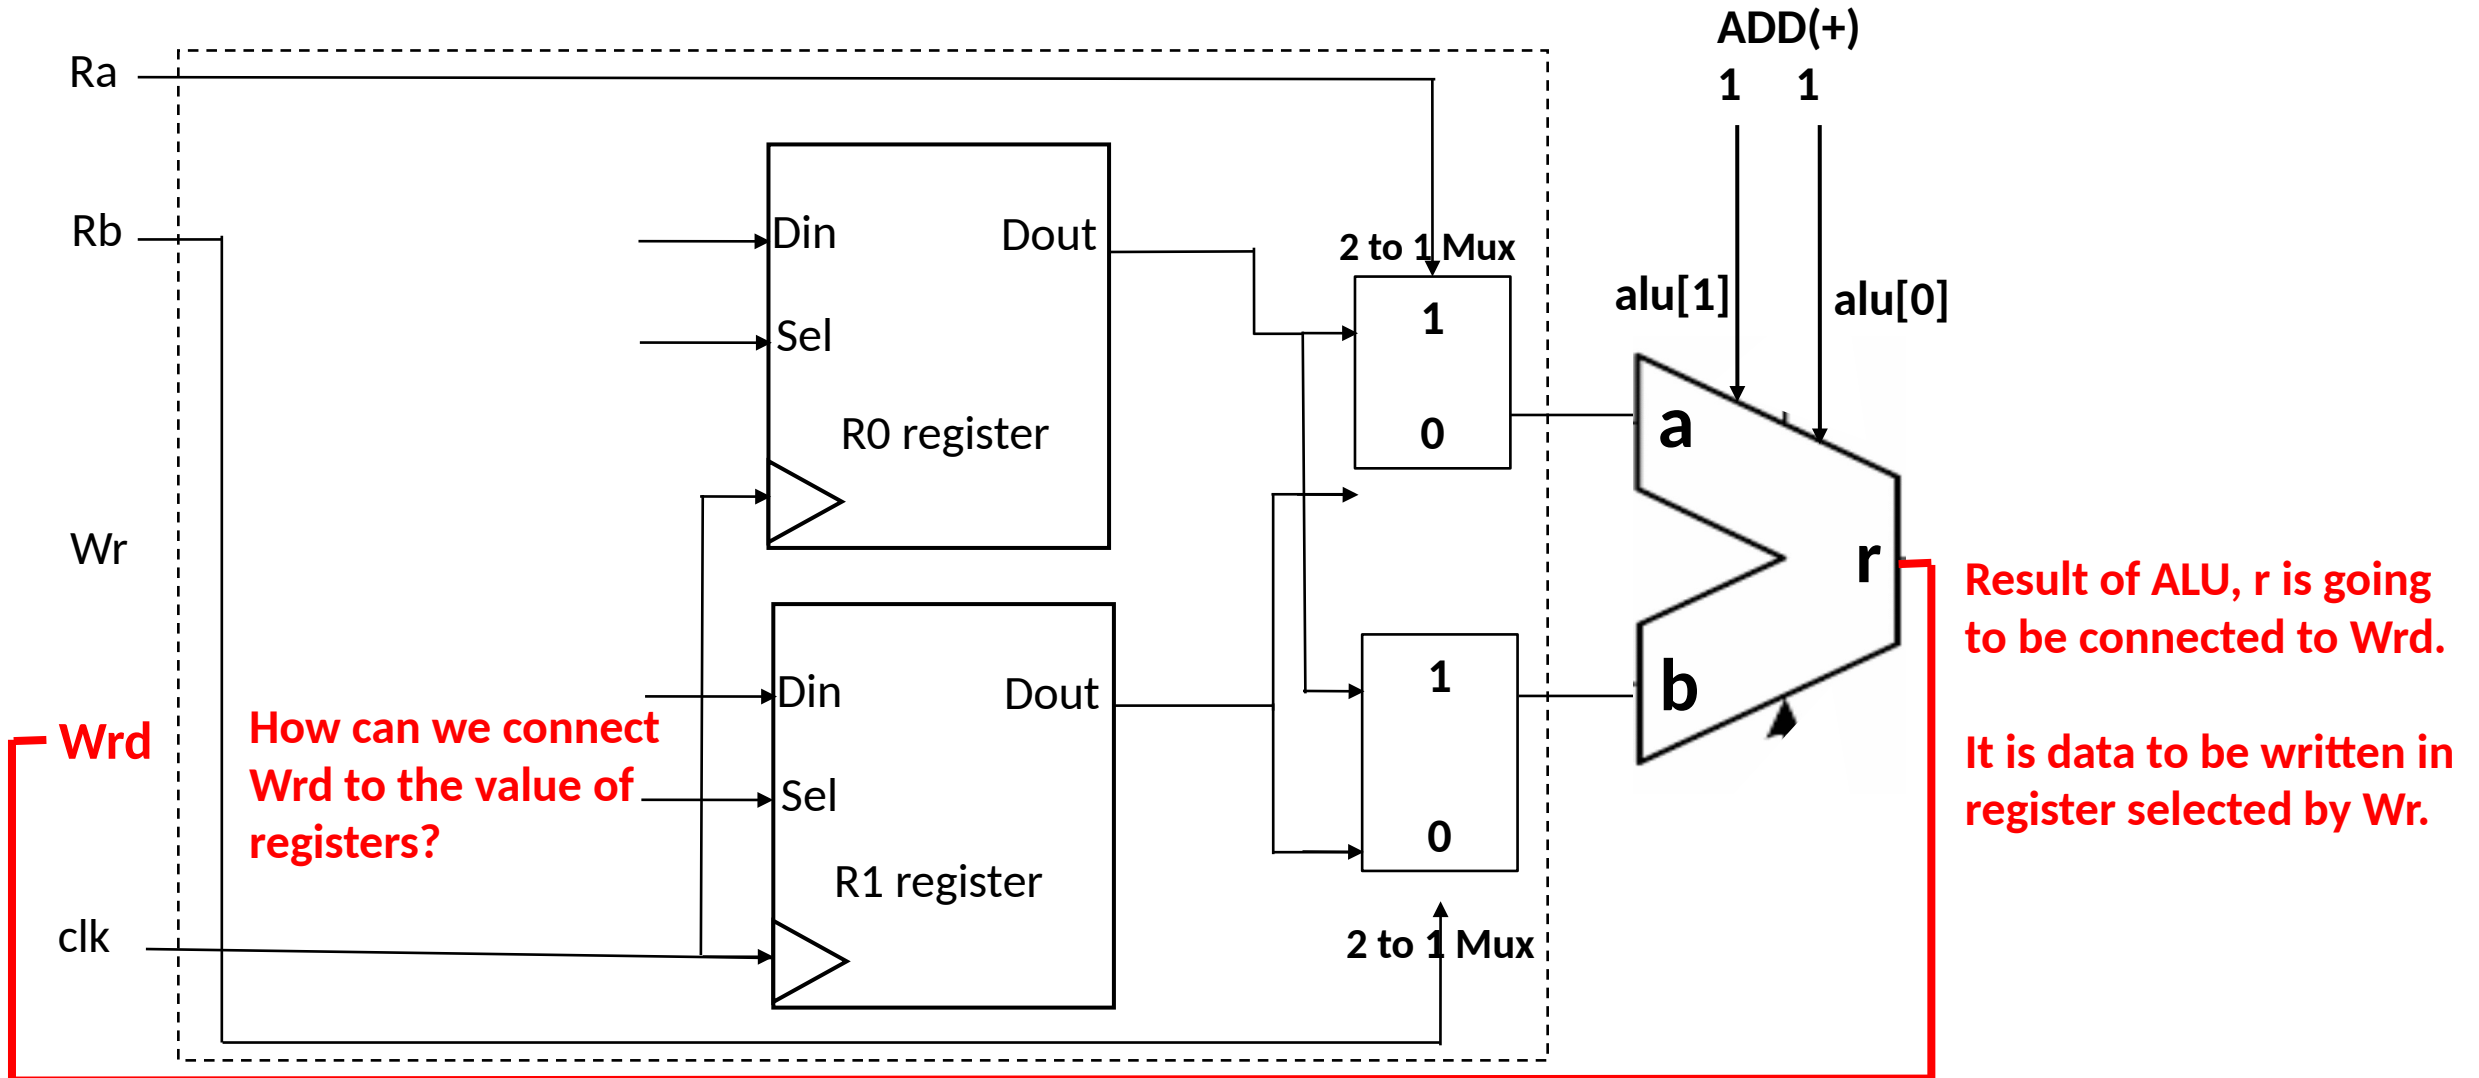 ADD(+)
Ra
1 1
Rb
Din
Dout
2 to 1 Mux
alu[1]
alu[0]
Sel
1
R0 register
0
a
Wr
r
Result of ALU, r is going
to be connected to Wrd.
Din
Dout
1
b
Wrd
How can we connect
Wrd to the value of
registers?
It is data to be written in
register selected by Wr.
Sel
0
R1 register
clk
2 to 1 Mux